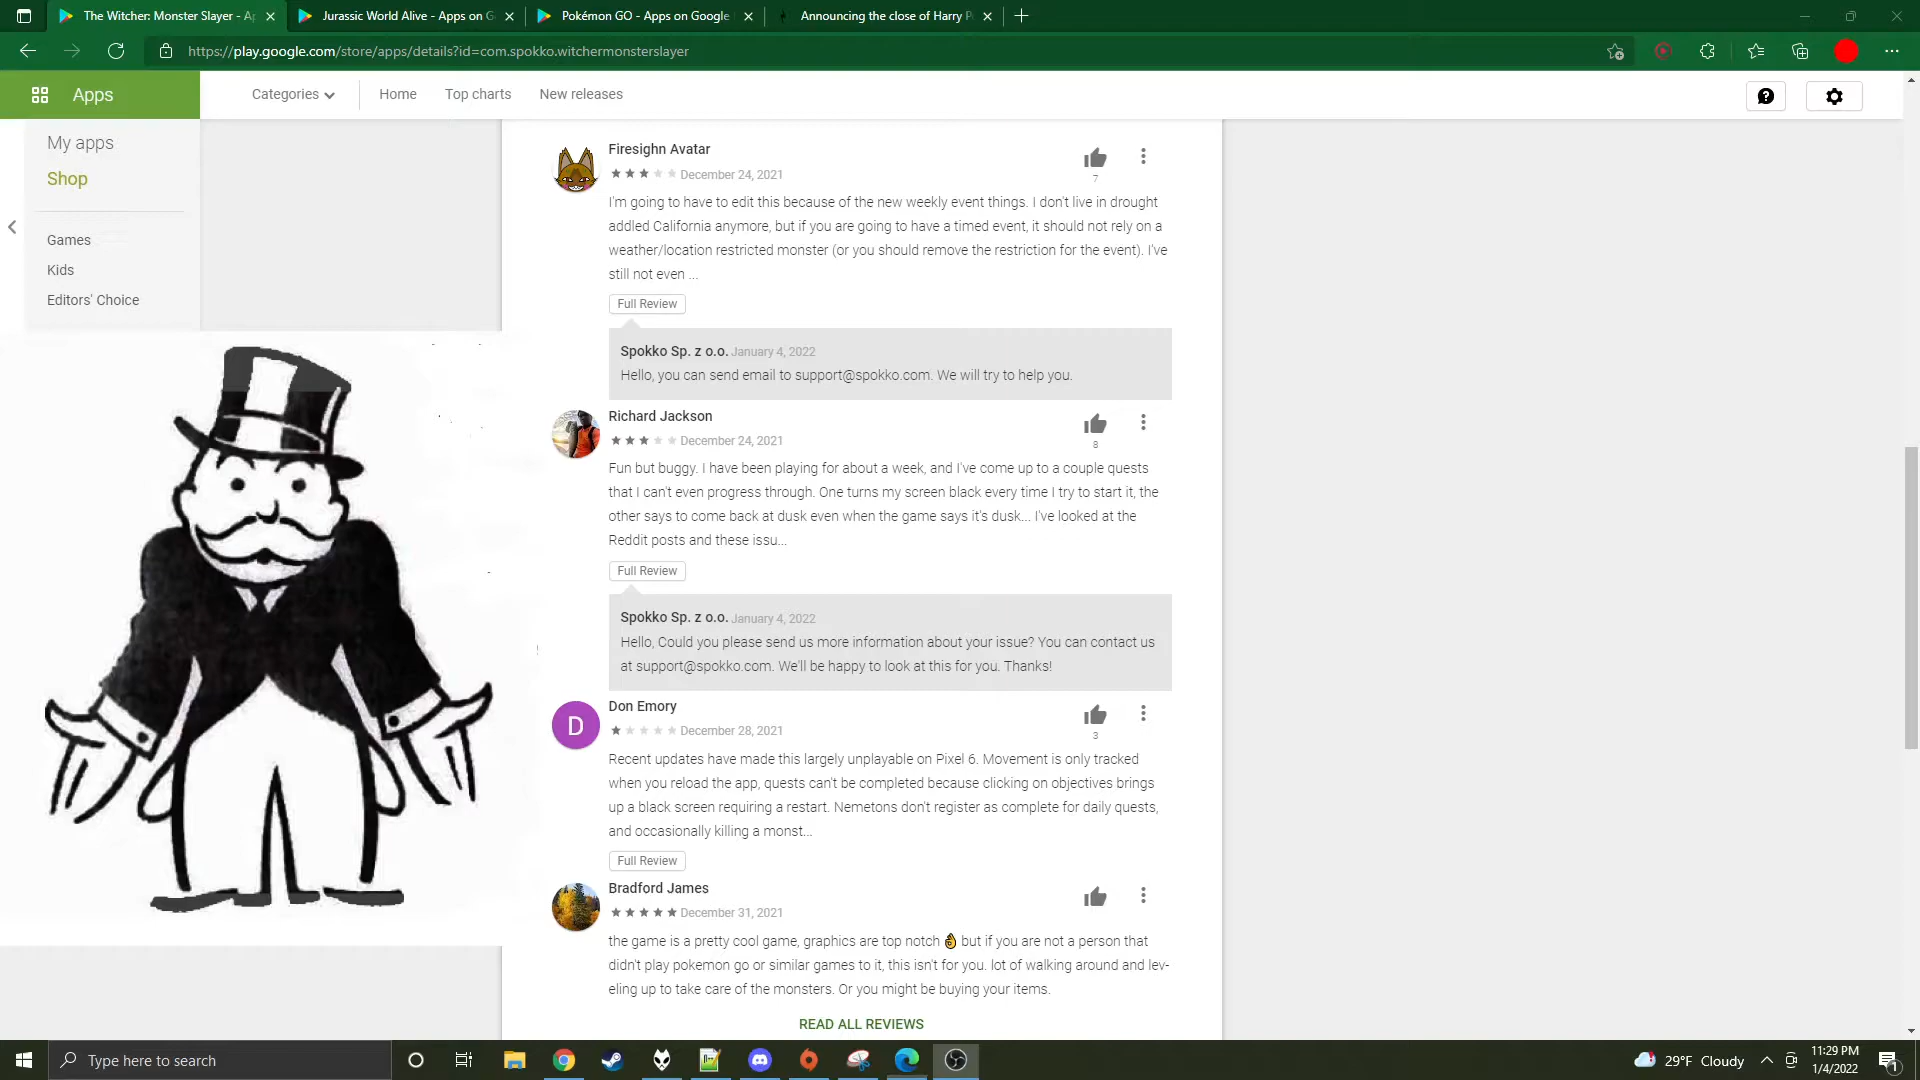 The Witcher: Monster Slayer - Ap
Jurassic World Alive - Apps on G
Pokémon GO - Apps on Google
Announcing the close of Harry P
https://play.google.com/store/apps/details?id=com.spokko.witchermonsterslayer
Apps
Categories
Home
Top charts
New releases
My apps
Shop
Games
Kids
Editors' Choice
Firesighn Avatar
December 24, 2021
7
I'm going to have to edit this because of the new weekly event things. I don't live in drought
addled California anymore, but if you are going to have a timed event, it should not rely on a
weather/location restricted monster (or you should remove the restriction for the event). I've
still not even ...
Full Review
Spokko Sp. z o.o. January 4, 2022
Hello, you can send email to support@spokko.com. We will try to help you.
Richard Jackson
December 24, 2021
8
Fun but buggy. I have been playing for about a week, and I've come up to a couple quests
that I can't even progress through. One turns my screen black every time I try to start it, the
other says to come back at dusk even when the game says it's dusk... I've looked at the
Reddit posts and these issu...
Full Review
Spokko Sp. z o.o. January 4, 2022
Hello, Could you please send us more information about your issue? You can contact us
at support@spokko.com. We'll be happy to look at this for you. Thanks!
D
Don Emory
December 28, 2021
3
Recent updates have made this largely unplayable on Pixel 6. Movement is only tracked
when you reload the app, quests can't be completed because clicking on objectives brings
up a black screen requiring a restart. Nemetons don't register as complete for daily quests,
and occasionally killing a monst...
Full Review
Bradford James
December 31, 2021
the game is a pretty cool game, graphics are top notch 👌 but if you are not a person that
didn't play pokemon go or similar games to it, this isn't for you. lot of walking around and lev-
eling up to take care of the monsters. Or you might be buying your items.
READ ALL REVIEWS
Type here to search
29°F Cloudy
11:29 PM
1/4/2022
1